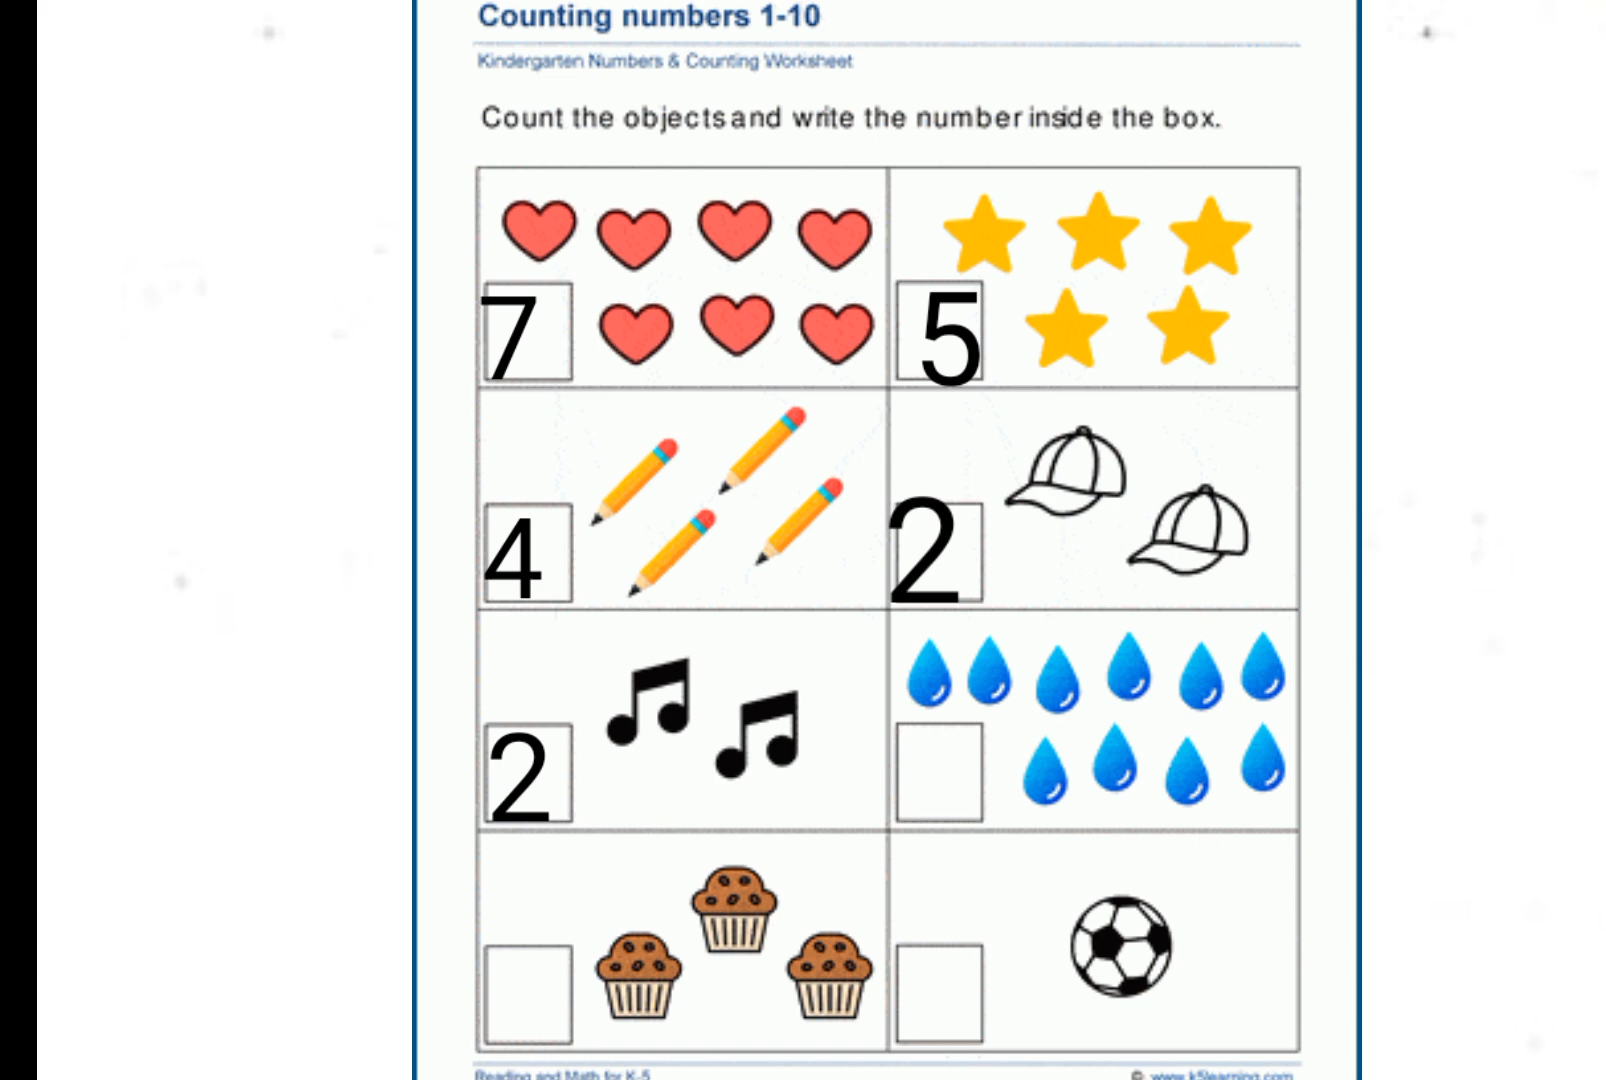 Counting numbers 1-10
Kindergarten Numbers & Counting Worksheet
Count the objects and write the number inside the box.
7
5
4
2
2
Reading and Math for K-5
© www.k5learning.com